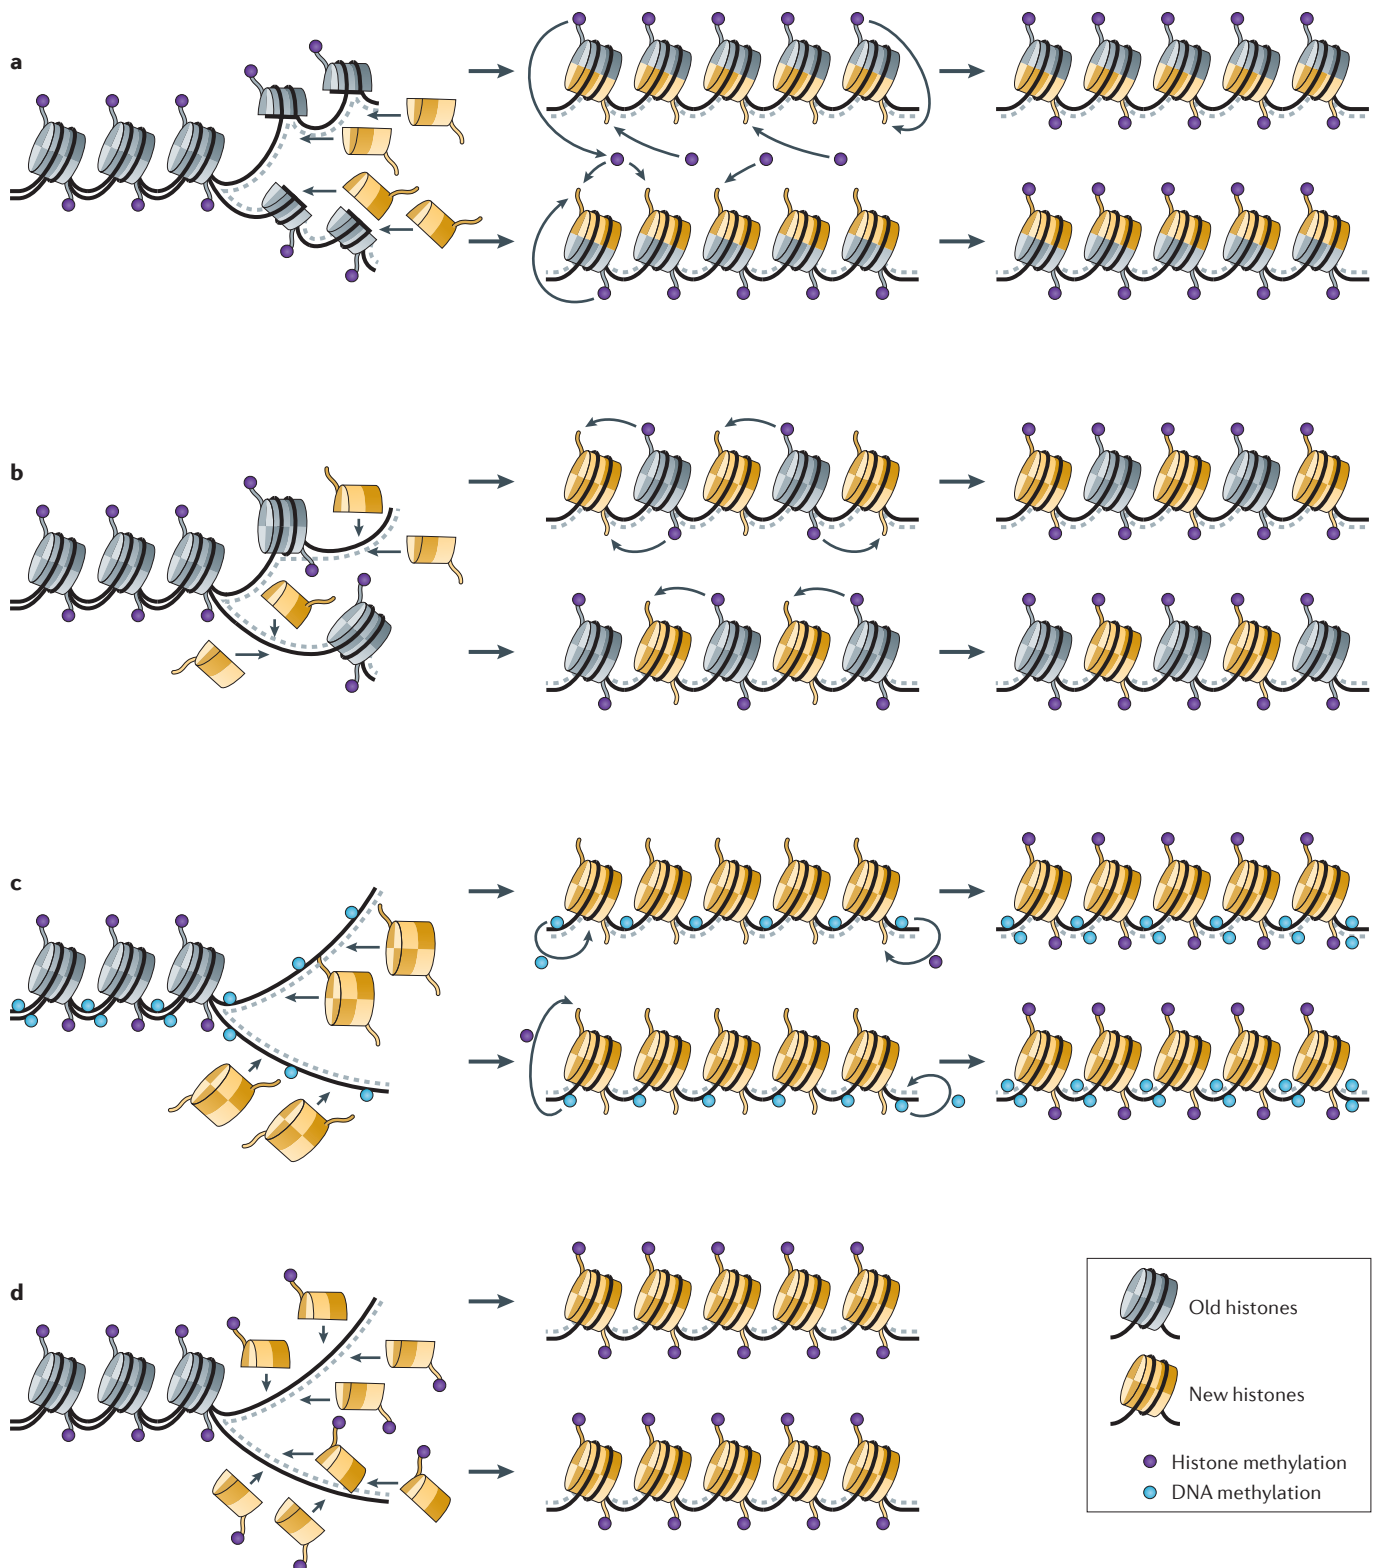 a
b
c
d
Old histones
New histones
Histone methylation
DNA methylation